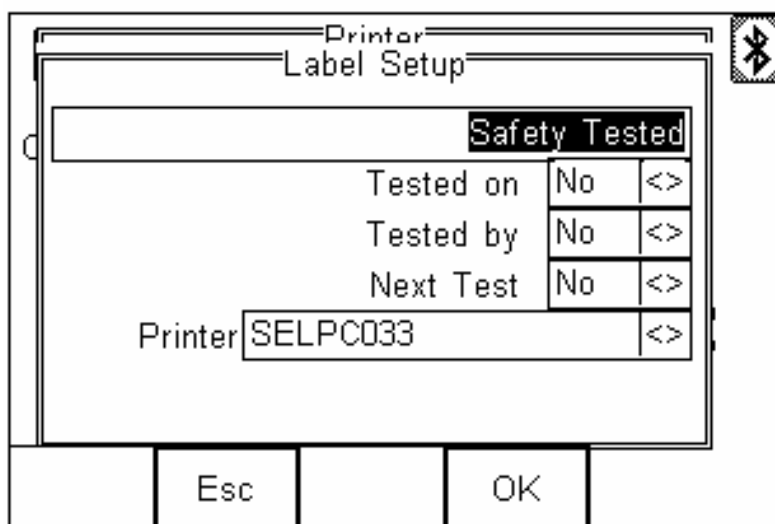 Printer
Label Setup
Safety Tested
Tested on No <>
Tested by No <>
Next Test No <>
Printer SELPC033 <>
Esc OK